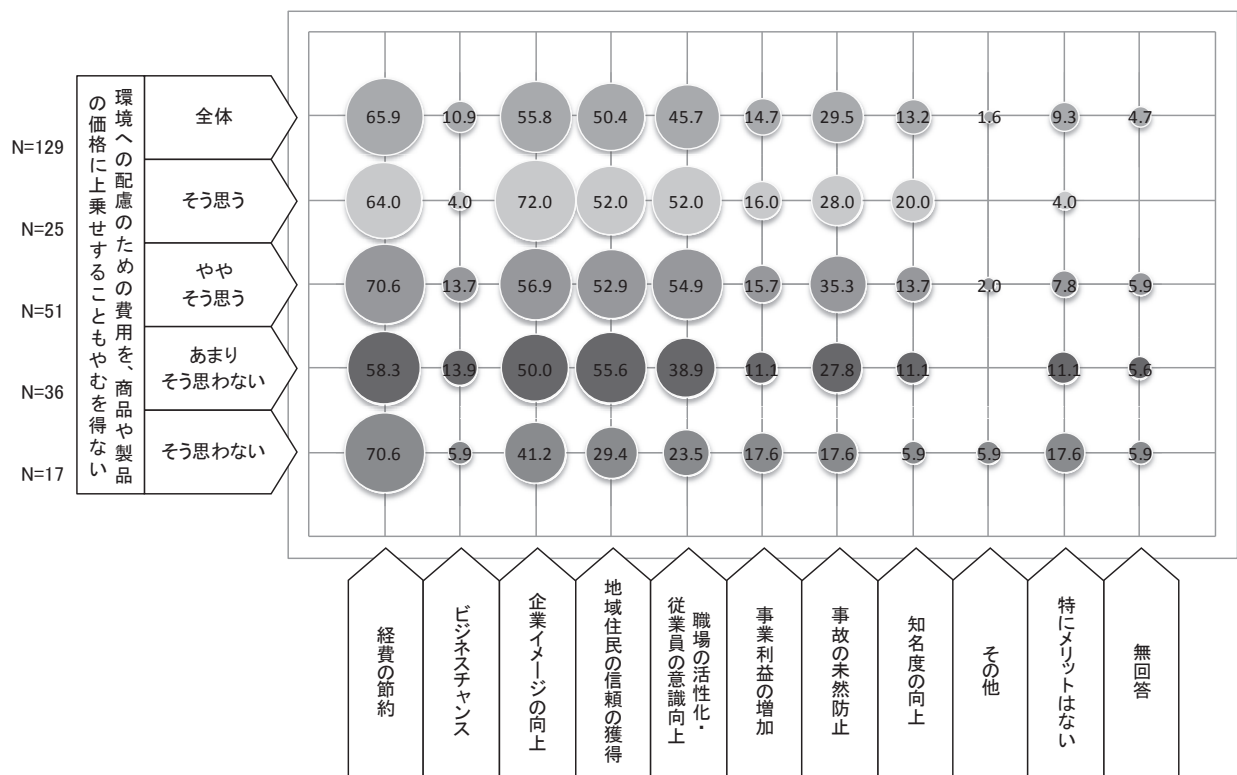 環境への配慮のための費用を、商品や製品
の価格に上乗せすることもやむを得ない
N=129
全体
65.9 10.9 55.8 50.4 45.7 14.7 29.5 13.2 1.6 9.3 4.7
N=25
そう思う
64.0 4.0 72.0 52.0 52.0 16.0 28.0 20.0 4.0
N=51
やや
そう思う
70.6 13.7 56.9 52.9 54.9 15.7 35.3 13.7 2.0 7.8 5.9
N=36
あまり
そう思わない
58.3 13.9 50.0 55.6 38.9 11.1 27.8 11.1 11.1 5.6
N=17
そう思わない
70.6 5.9 41.2 29.4 23.5 17.6 17.6 5.9 5.9 17.6 5.9
経費の節約
ビジネスチャンス
企業イメージの向上
地域住民の信頼の獲得
職場の活性化・
従業員の意識向上
事業利益の増加
事故の未然防止
知名度の向上
その他
特にメリットはない
無回答